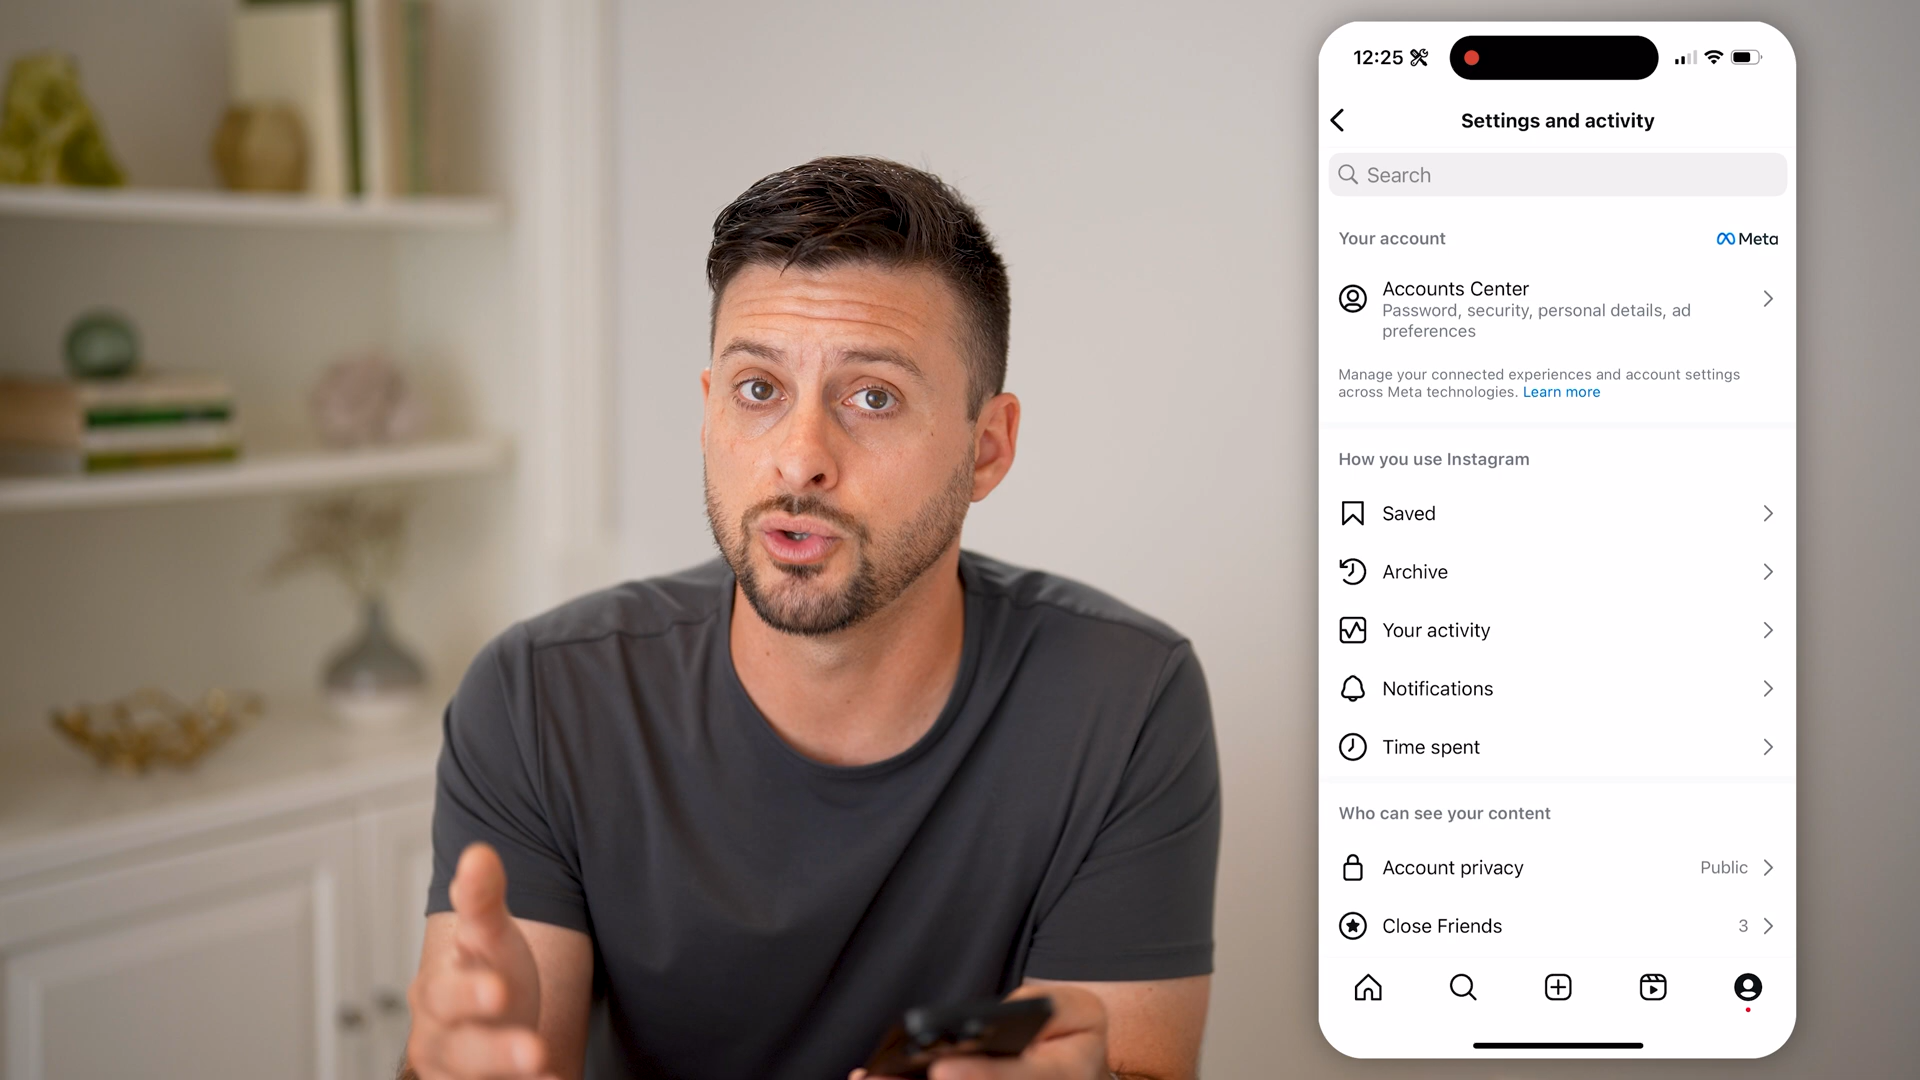 12:25
Settings and activity
Search
Your account
Meta
Accounts Center
Password, security, personal details, ad
preferences
Manage your connected experiences and account settings
across Meta technologies. Learn more
How you use Instagram
Saved
Archive
Your activity
Notifications
Time spent
Who can see your content
Account privacy Public
Close Friends 3